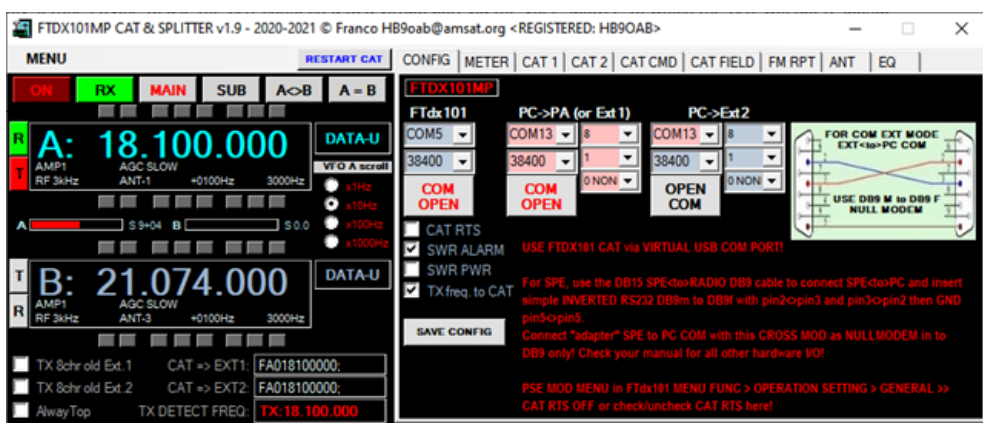 FTDX101MP CAT & SPLITTER v1.9 - 2020-2021 © Franco HB9oab@amsat.org <REGISTERED: HB9OAB>
MENU
RESTART CAT
ON RX MAIN SUB A<>B A = B
R
T
A: 18.100.000
AMP1 AGC SLOW
RF 3kHz ANT-1 +0100Hz 3000Hz
DATA-U
VFO A scroll
x1Hz
x10Hz
x100Hz
x1000Hz
A S9+04 B S 0.0
T
R
B: 21.074.000
AMP1 AGC SLOW
RF 3kHz ANT-3 +0100Hz 3000Hz
DATA-U
TX 8chr old Ext.1 CAT => EXT1: FA018100000;
TX 8chr old Ext.2 CAT => EXT2: FA018100000;
AlwayTop TX DETECT FREQ: TX:18.100.000
CONFIG METER CAT 1 CAT 2 CAT CMD CAT FIELD FM RPT ANT EQ
FTDX101MP
FTdx101 PC->PA (or Ext1) PC->Ext2
COM5 COM13 8 COM13 8
38400 38400 1 38400 1
0 NON 0 NON
COM OPEN
COM OPEN
OPEN COM
FOR COM EXT MODE
EXT<to>PC COM
USE DB9 M to DB9 F
NULL MODEM
CAT RTS
SWR ALARM
SWR PWR
TX freq. to CAT
SAVE CONFIG
USE FTDX101 CAT via VIRTUAL USB COM PORT!
For SPE, use the DB15 SPE<to>RADIO DB9 cable to connect SPE<to>PC and insert
simple INVERTED RS232 DB9m to DB9f with pin2<>pin3 and pin3<>pin2 then GND
pin5<>pin5.
Connect "adapter" SPE to PC COM with this CROSS MOD as NULLMODEM in to
DB9 only! Check your manual for all other hardware I/O!
PSE MOD MENU in FTdx101 MENU FUNC > OPERATION SETTING > GENERAL >>
CAT RTS OFF or check/uncheck CAT RTS here!